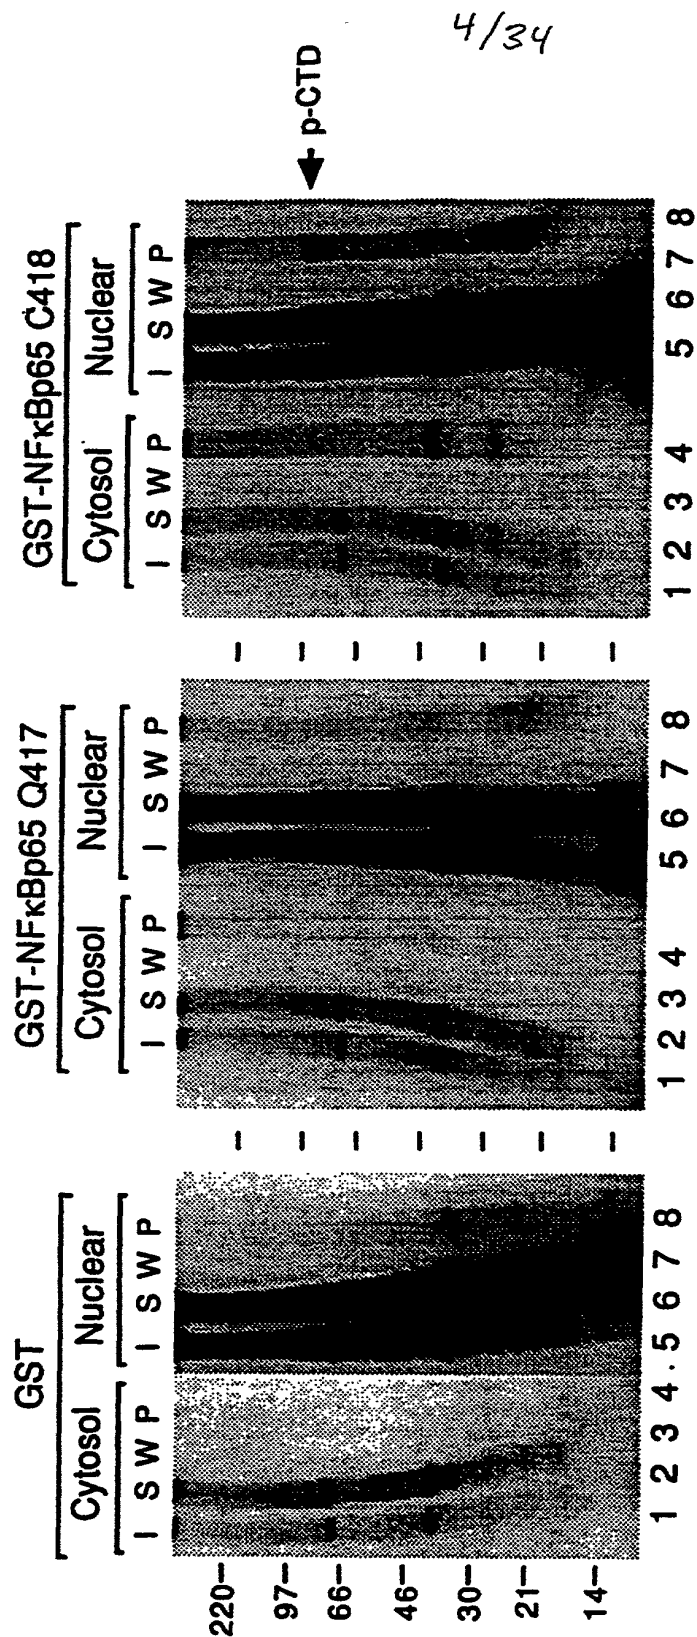 4/34
GST
GST-NFκBp65 Q417
GST-NFκBp65 C418
Cytosol Nuclear
Cytosol Nuclear
Cytosol Nuclear
I S W P I S W P
I S W P I S W P
I S W P I S W P
p-CTD
220–
97–
66–
46–
30–
21–
14–
1 2 3 4 5 6 7 8
1 2 3 4 5 6 7 8
1 2 3 4 5 6 7 8